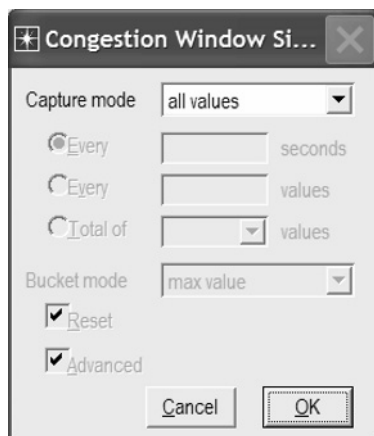 Congestion Window Si...
Capture mode all values
Every seconds
Every values
Total of values
Bucket mode max value
Reset
Advanced
Cancel OK